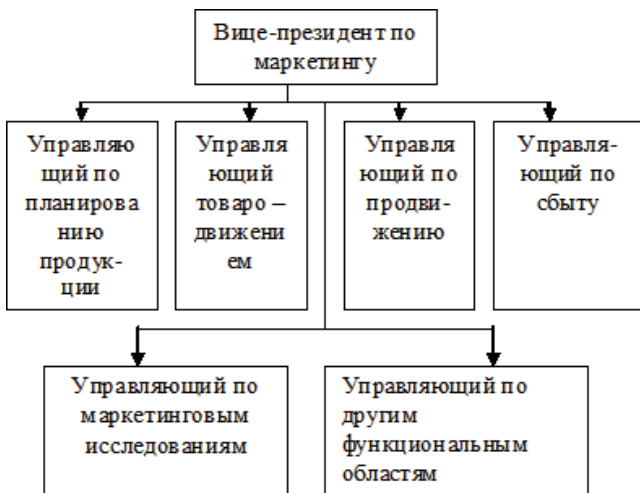 Вице-президент по
маркетингу
Управляю
щий по
планирова
нию
продук-
ции
Управля
ющий
товаро –
движени
ем
Управля
ющий по
продви-
жению
Управля-
ющий по
сбыту
Управляющий по
маркетинговым
исследованиям
Управляющий по
другим
функциональным
областям